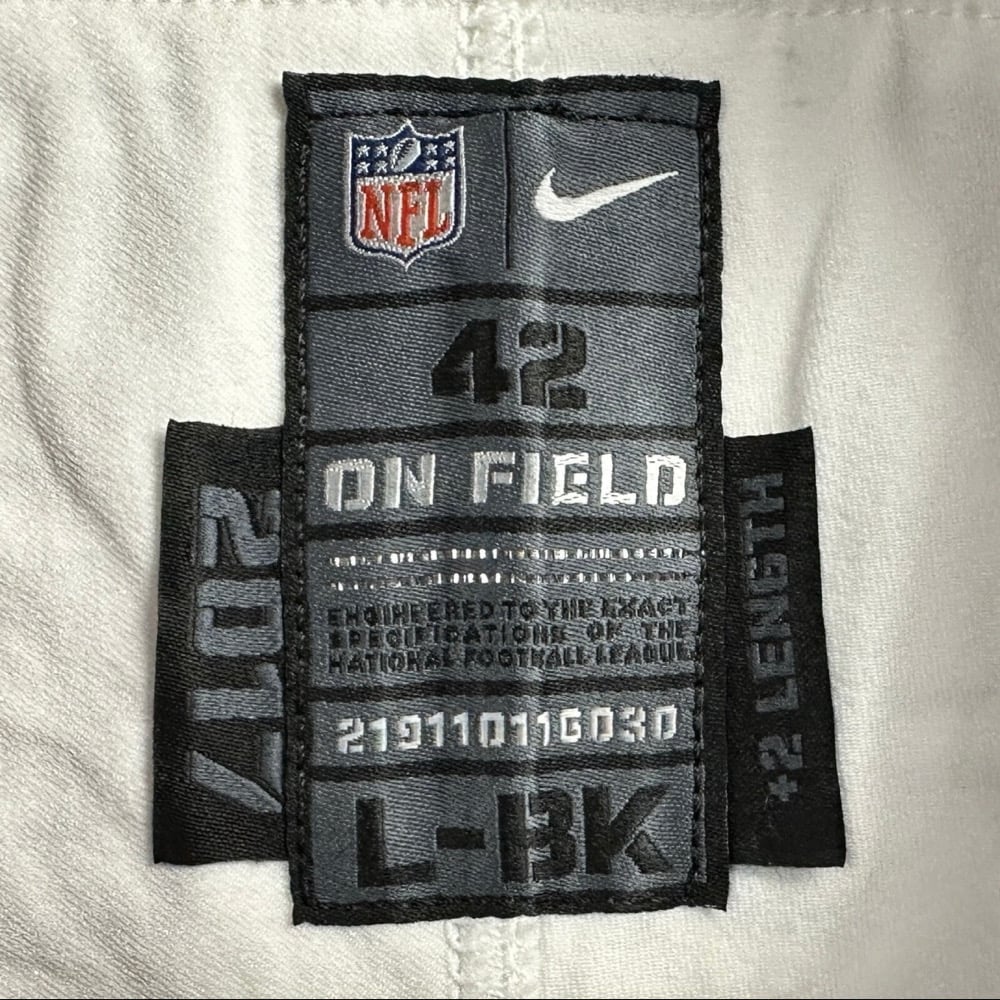 NFL
42
ON FIELD
ENGINEERED TO THE EXACT
SPECIFICATIONS OF THE
NATIONAL FOOTBALL LEAGUE
219110116030
L-BK
2017
+2 LENGTH